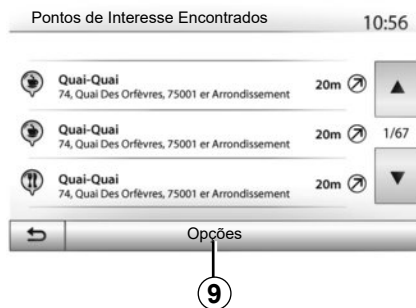 Pontos de Interesse Encontrados 10:56
Quai-Quai
74, Quai Des Orfèvres, 75001 er Arrondissement
20m
Quai-Quai
74, Quai Des Orfèvres, 75001 er Arrondissement
20m
1/67
Quai-Quai
74, Quai Des Orfèvres, 75001 er Arrondissement
20m
Opções
9